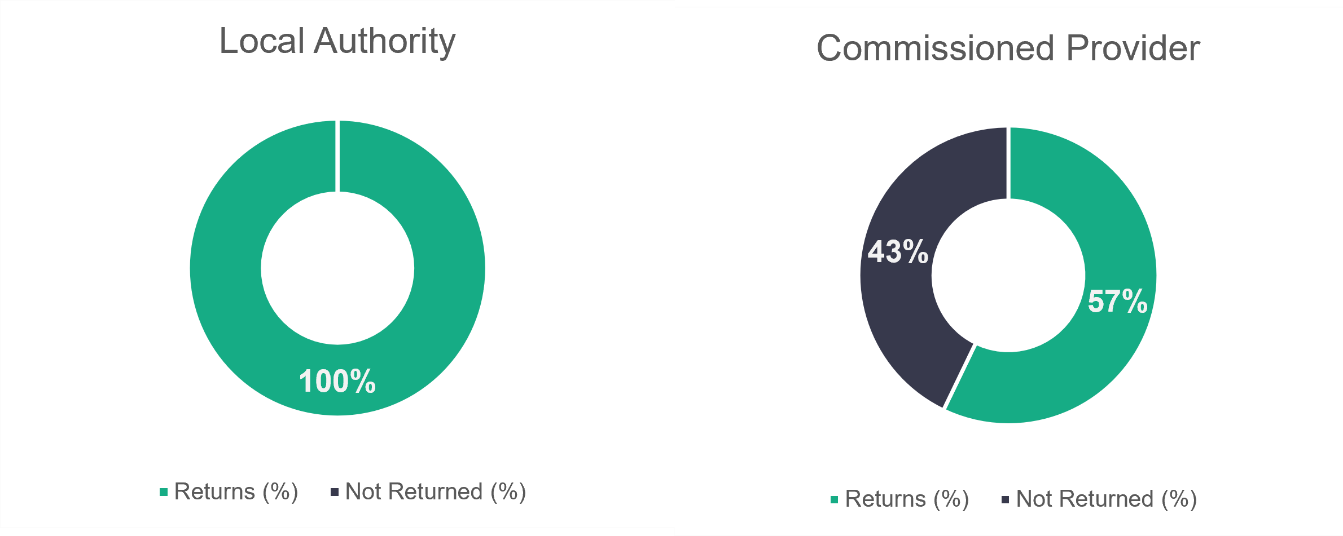 Local Authority
100%
Returns (%) Not Returned (%)
Commissioned Provider
43%
57%
Returns (%) Not Returned (%)